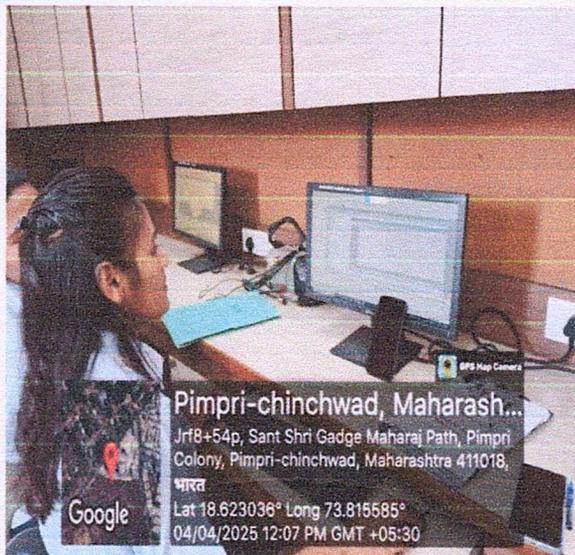 GPS Map Camera
Pimpri-chinchwad, Maharash...
Jrf8+54p, Sant Shri Gadge Maharaj Path, Pimpri
Colony, Pimpri-chinchwad, Maharashtra 411018,
भारत
Lat 18.623036° Long 73.815585°
04/04/2025 12:07 PM GMT +05:30
Google